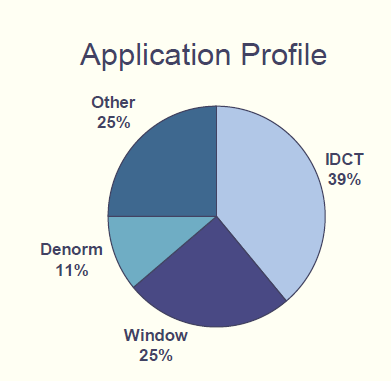 Application Profile
Other
25%
IDCT
39%
Denorm
11%
Window
25%